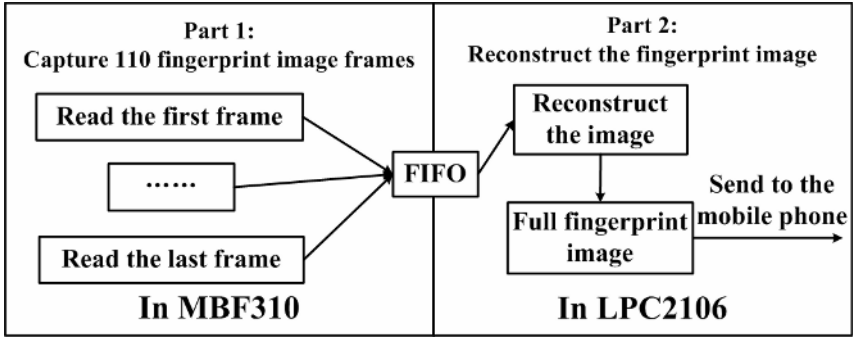 Part 1:
Capture 110 fingerprint image frames
Read the first frame
······
Read the last frame
In MBF310
FIFO
Part 2:
Reconstruct the fingerprint image
Reconstruct
the image
Full fingerprint
image
Send to the
mobile phone
In LPC2106